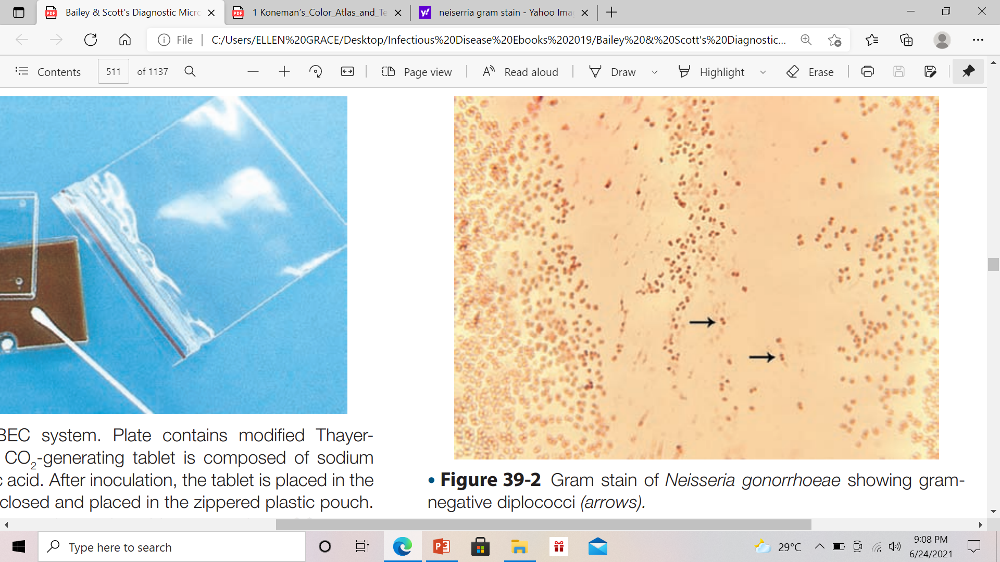 Bailey & Scott's Diagnostic Micro
1 Koneman's_Color_Atlas_and_Te
neiserria gram stain - Yahoo Ima
File
C:/Users/ELLEN%20GRACE/Desktop/Infectious%20Disease%20Ebooks%202019/Bailey%20&%20Scott's%20Diagnostic...
Contents
511
of 1137
Page view
Read aloud
Draw
Highlight
Erase
BEC system. Plate contains modified Thayer-
CO2-generating tablet is composed of sodium
c acid. After inoculation, the tablet is placed in the
closed and placed in the zippered plastic pouch.
• Figure 39-2 Gram stain of Neisseria gonorrhoeae showing gram-
negative diplococci (arrows).
Type here to search
29°C
9:08 PM
6/24/2021